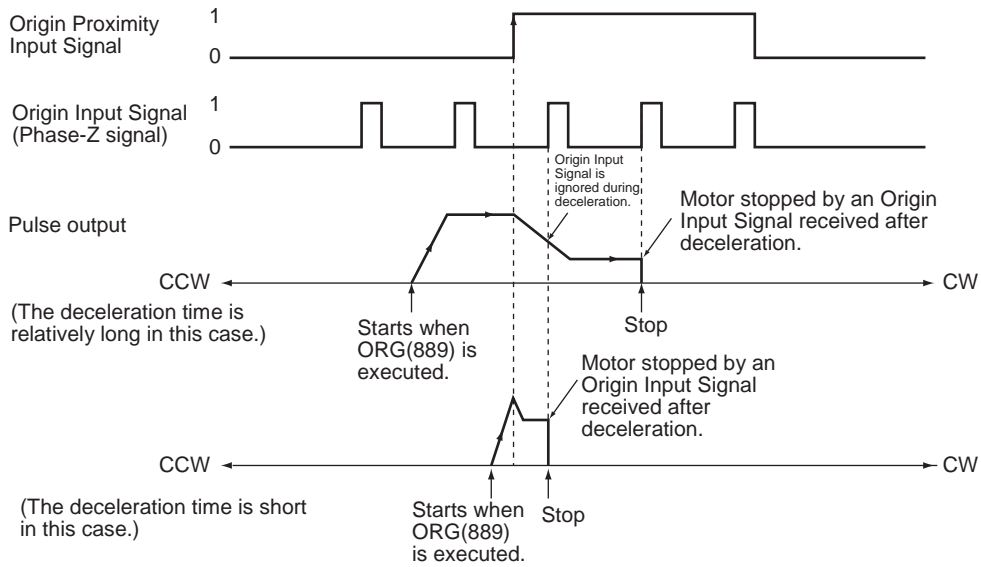 Origin Proximity
Input Signal
1
0
Origin Input Signal
(Phase-Z signal)
1
0
Origin Input
Signal is
ignored during
deceleration.
Pulse output
Motor stopped by an Origin
Input Signal received after
deceleration.
CCW
CW
(The deceleration time is
relatively long in this case.)
Starts when
ORG(889) is
executed.
Stop
Motor stopped by an
Origin Input Signal
received after
deceleration.
CCW
CW
(The deceleration time is short
in this case.)
Starts when
ORG(889)
is executed.
Stop